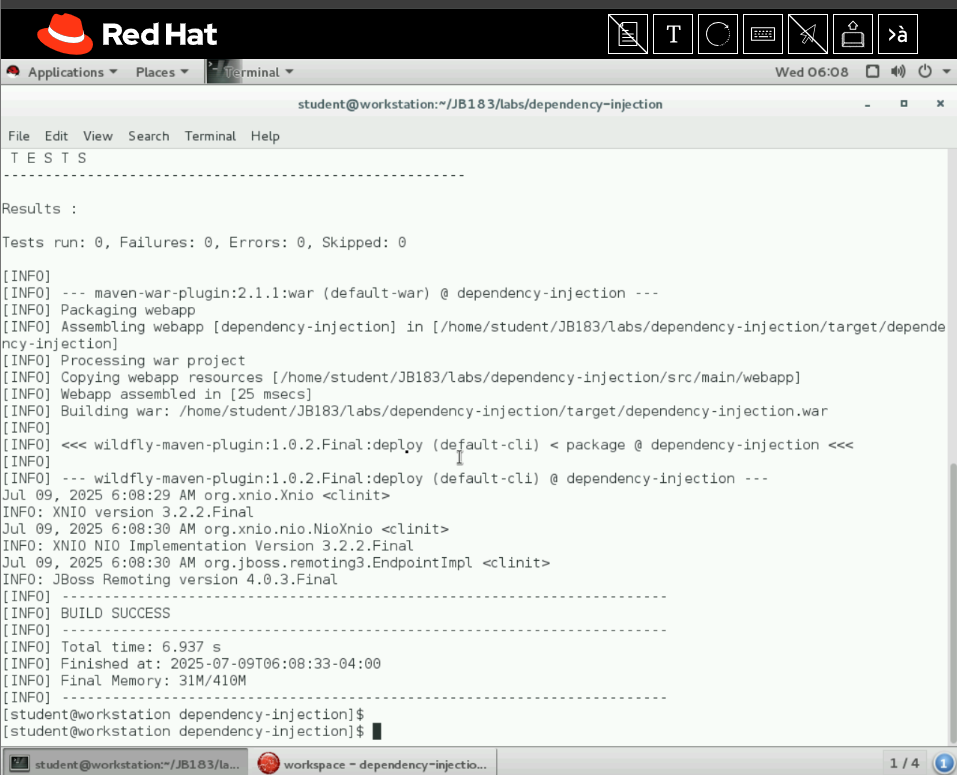 Red Hat
T
>à
Applications Places Terminal Wed 06:08
student@workstation:~/JB183/labs/dependency-injection
File Edit View Search Terminal Help
T E S T S
-------------------------------------------------------
Results :
Tests run: 0, Failures: 0, Errors: 0, Skipped: 0
[INFO]
[INFO] --- maven-war-plugin:2.1.1:war (default-war) @ dependency-injection ---
[INFO] Packaging webapp
[INFO] Assembling webapp [dependency-injection] in [/home/student/JB183/labs/dependency-injection/target/depende
ncy-injection]
[INFO] Processing war project
[INFO] Copying webapp resources [/home/student/JB183/labs/dependency-injection/src/main/webapp]
[INFO] Webapp assembled in [25 msecs]
[INFO] Building war: /home/student/JB183/labs/dependency-injection/target/dependency-injection.war
[INFO]
[INFO] <<< wildfly-maven-plugin:1.0.2.Final:deploy (default-cli) < package @ dependency-injection <<<
[INFO]
[INFO] --- wildfly-maven-plugin:1.0.2.Final:deploy (default-cli) @ dependency-injection ---
Jul 09, 2025 6:08:29 AM org.xnio.Xnio <clinit>
INFO: XNIO version 3.2.2.Final
Jul 09, 2025 6:08:30 AM org.xnio.nio.NioXnio <clinit>
INFO: XNIO NIO Implementation Version 3.2.2.Final
Jul 09, 2025 6:08:30 AM org.jboss.remoting3.EndpointImpl <clinit>
INFO: JBoss Remoting version 4.0.3.Final
[INFO] ------------------------------------------------------------------------
[INFO] BUILD SUCCESS
[INFO] ------------------------------------------------------------------------
[INFO] Total time: 6.937 s
[INFO] Finished at: 2025-07-09T06:08:33-04:00
[INFO] Final Memory: 31M/410M
[INFO] ------------------------------------------------------------------------
[student@workstation dependency-injection]$
[student@workstation dependency-injection]$
student@workstation:~/JB183/la... workspace - dependency-injectio... 1 / 4 1